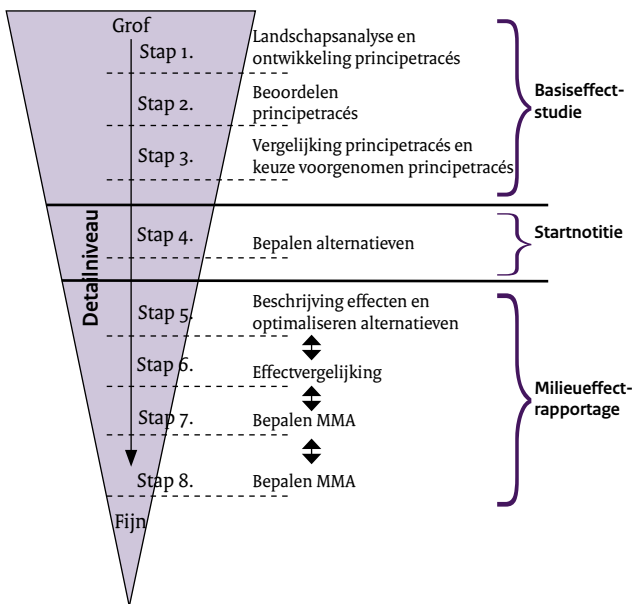 Grof
Stap 1.
Landschapsanalyse en
ontwikkeling principetracés
Stap 2.
Beoordelen
principetracés
Stap 3.
Vergelijking principetracés en
keuze voorgenomen principetracés
Basiseffect-
studie
Stap 4.
Bepalen alternatieven
Startnotitie
Detailniveau
Stap 5.
Beschrijving effecten en
optimaliseren alternatieven
Stap 6.
Effectvergelijking
Stap 7.
Bepalen MMA
Stap 8.
Bepalen MMA
Milieueffect-
rapportage
Fijn